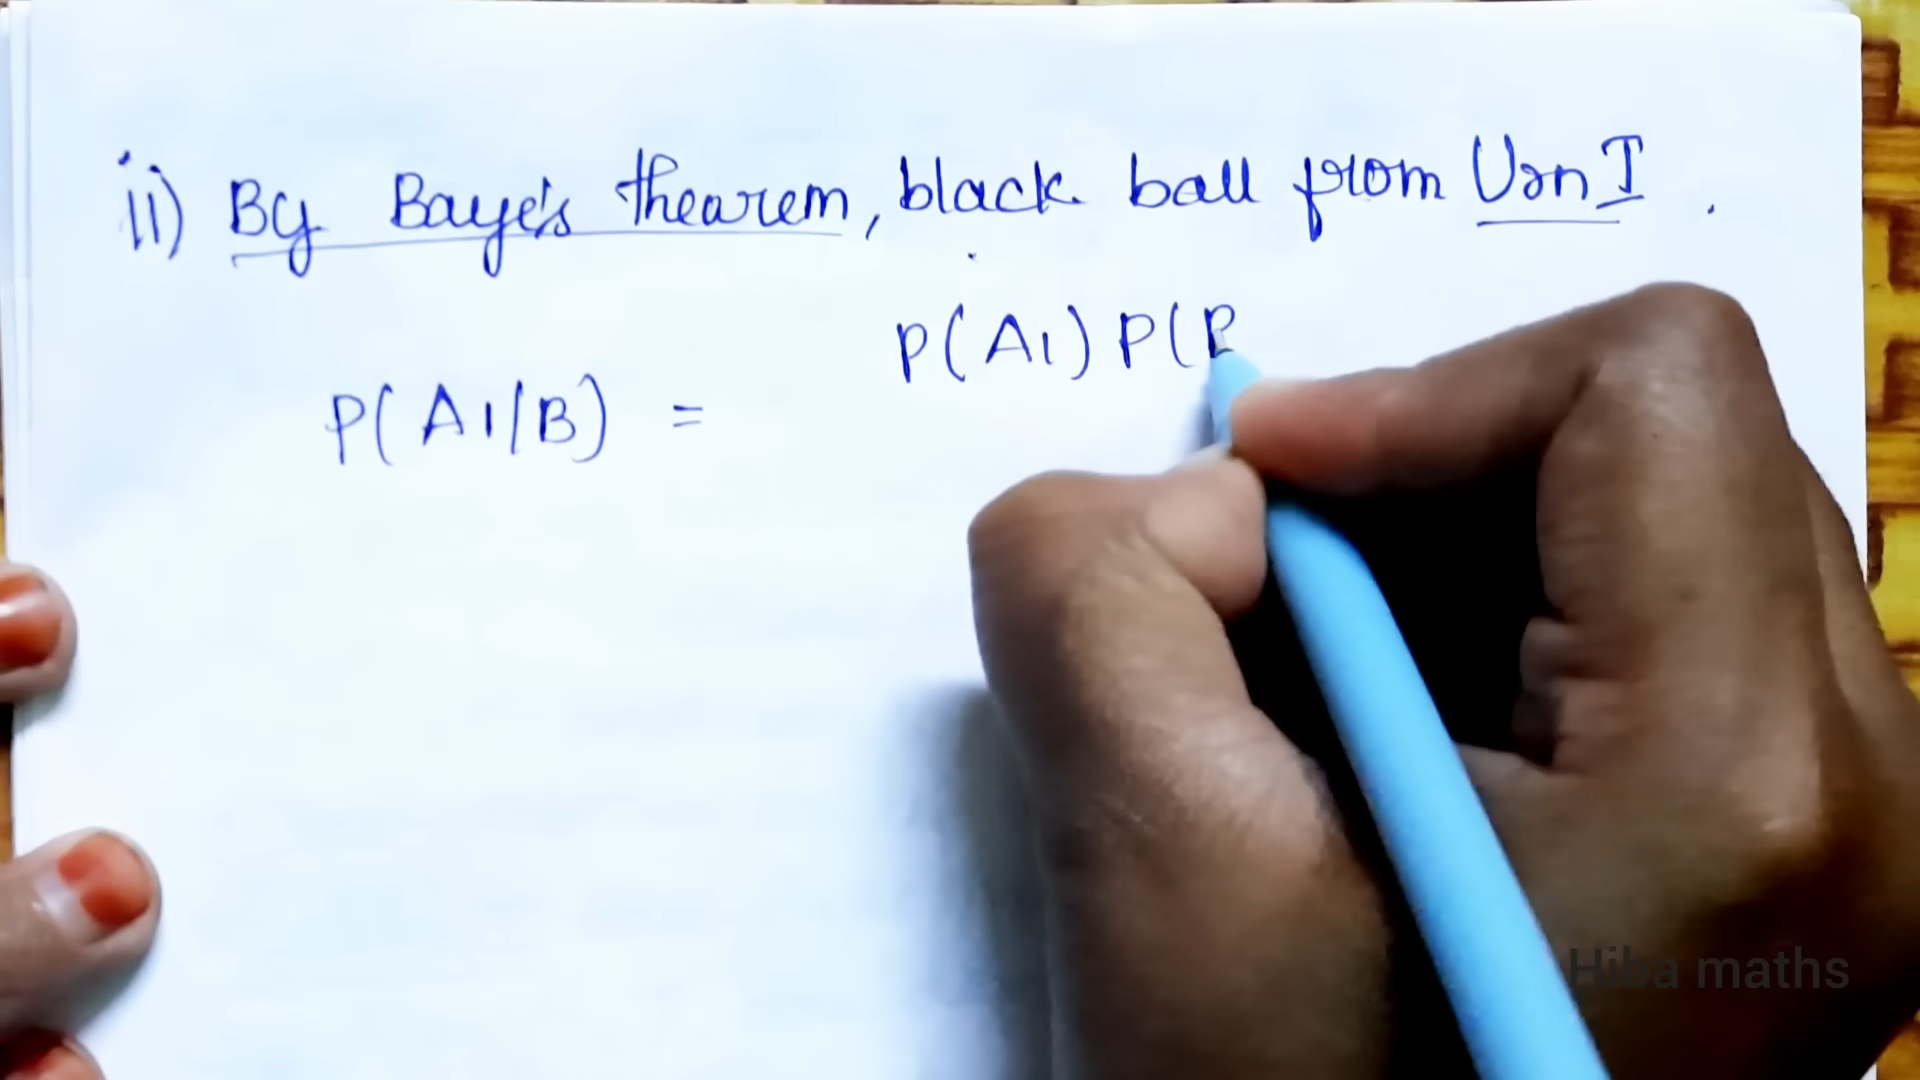 ii) By Baye's thearem, black ball from Urn I .
P(A1) P(B
P(A1/B) =
Hiba maths